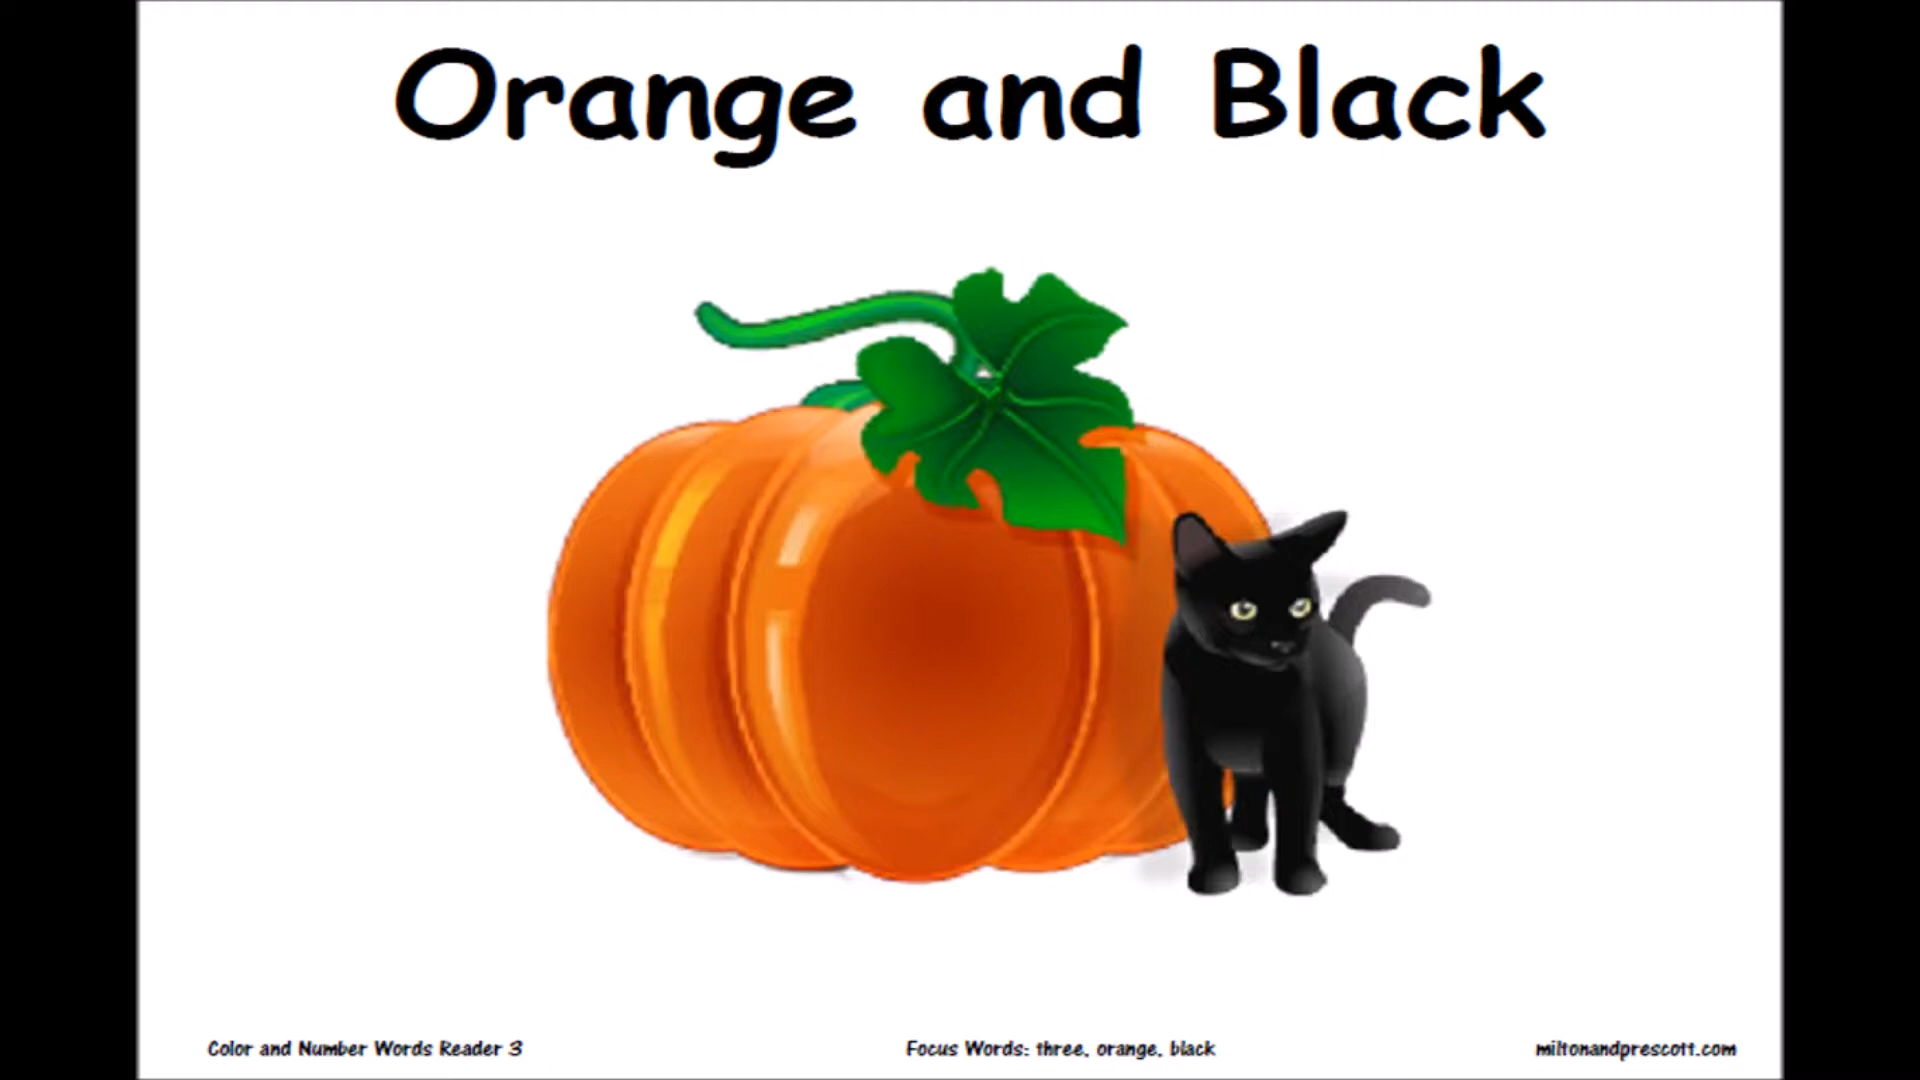 Orange and Black
Color and Number Words Reader 3
Focus Words: three, orange, black
miltonandprescott.com